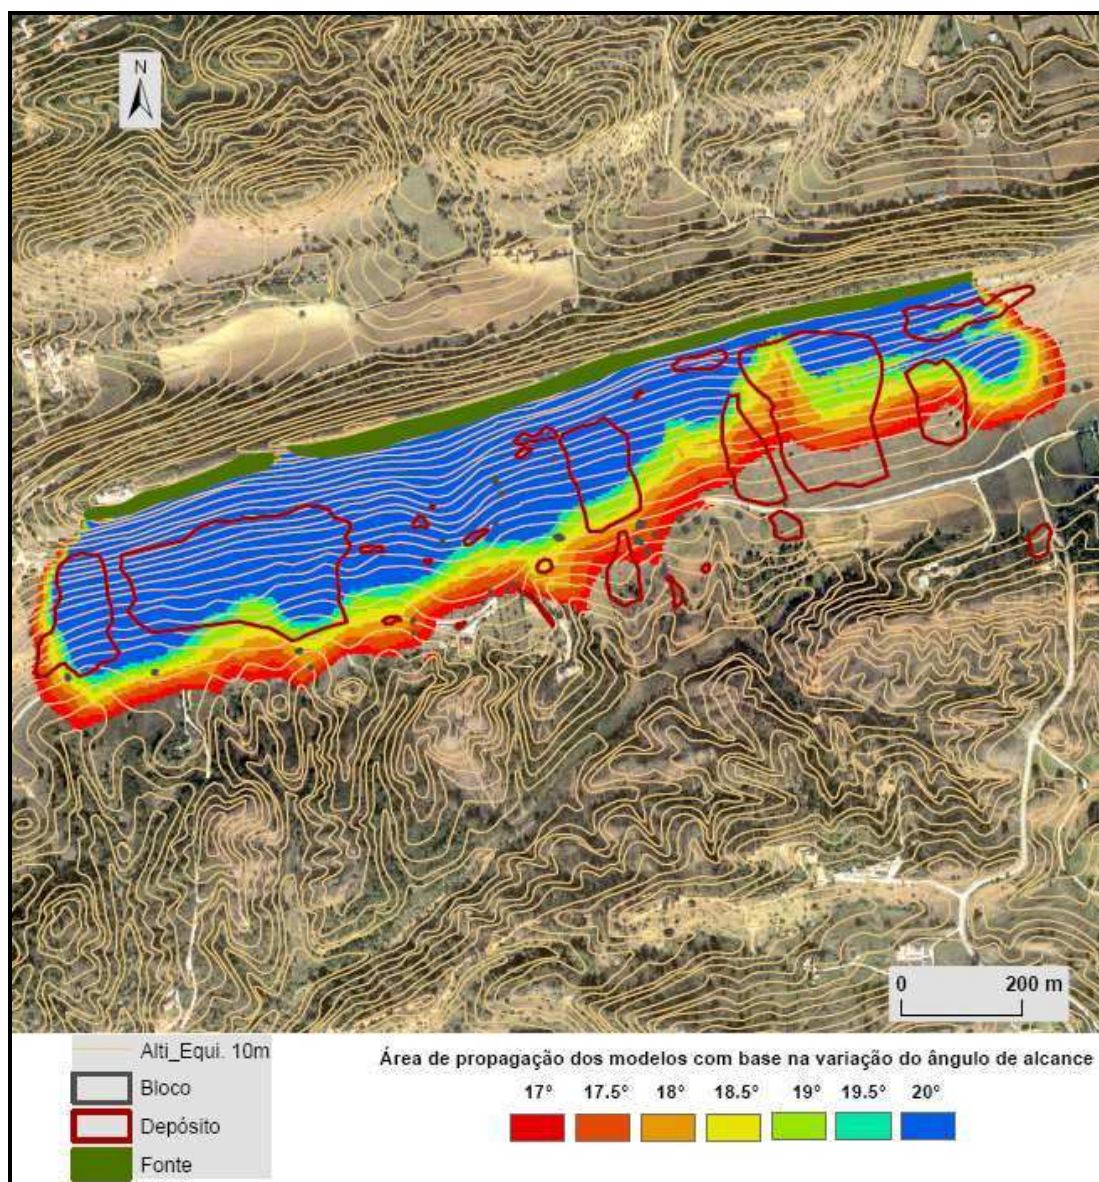 N
0 200 m
Alti_Equi. 10m
Bloco
Depósito
Fonte
Área de propagação dos modelos com base na variação do ângulo de alcance
17° 17.5° 18° 18.5° 19° 19.5° 20°